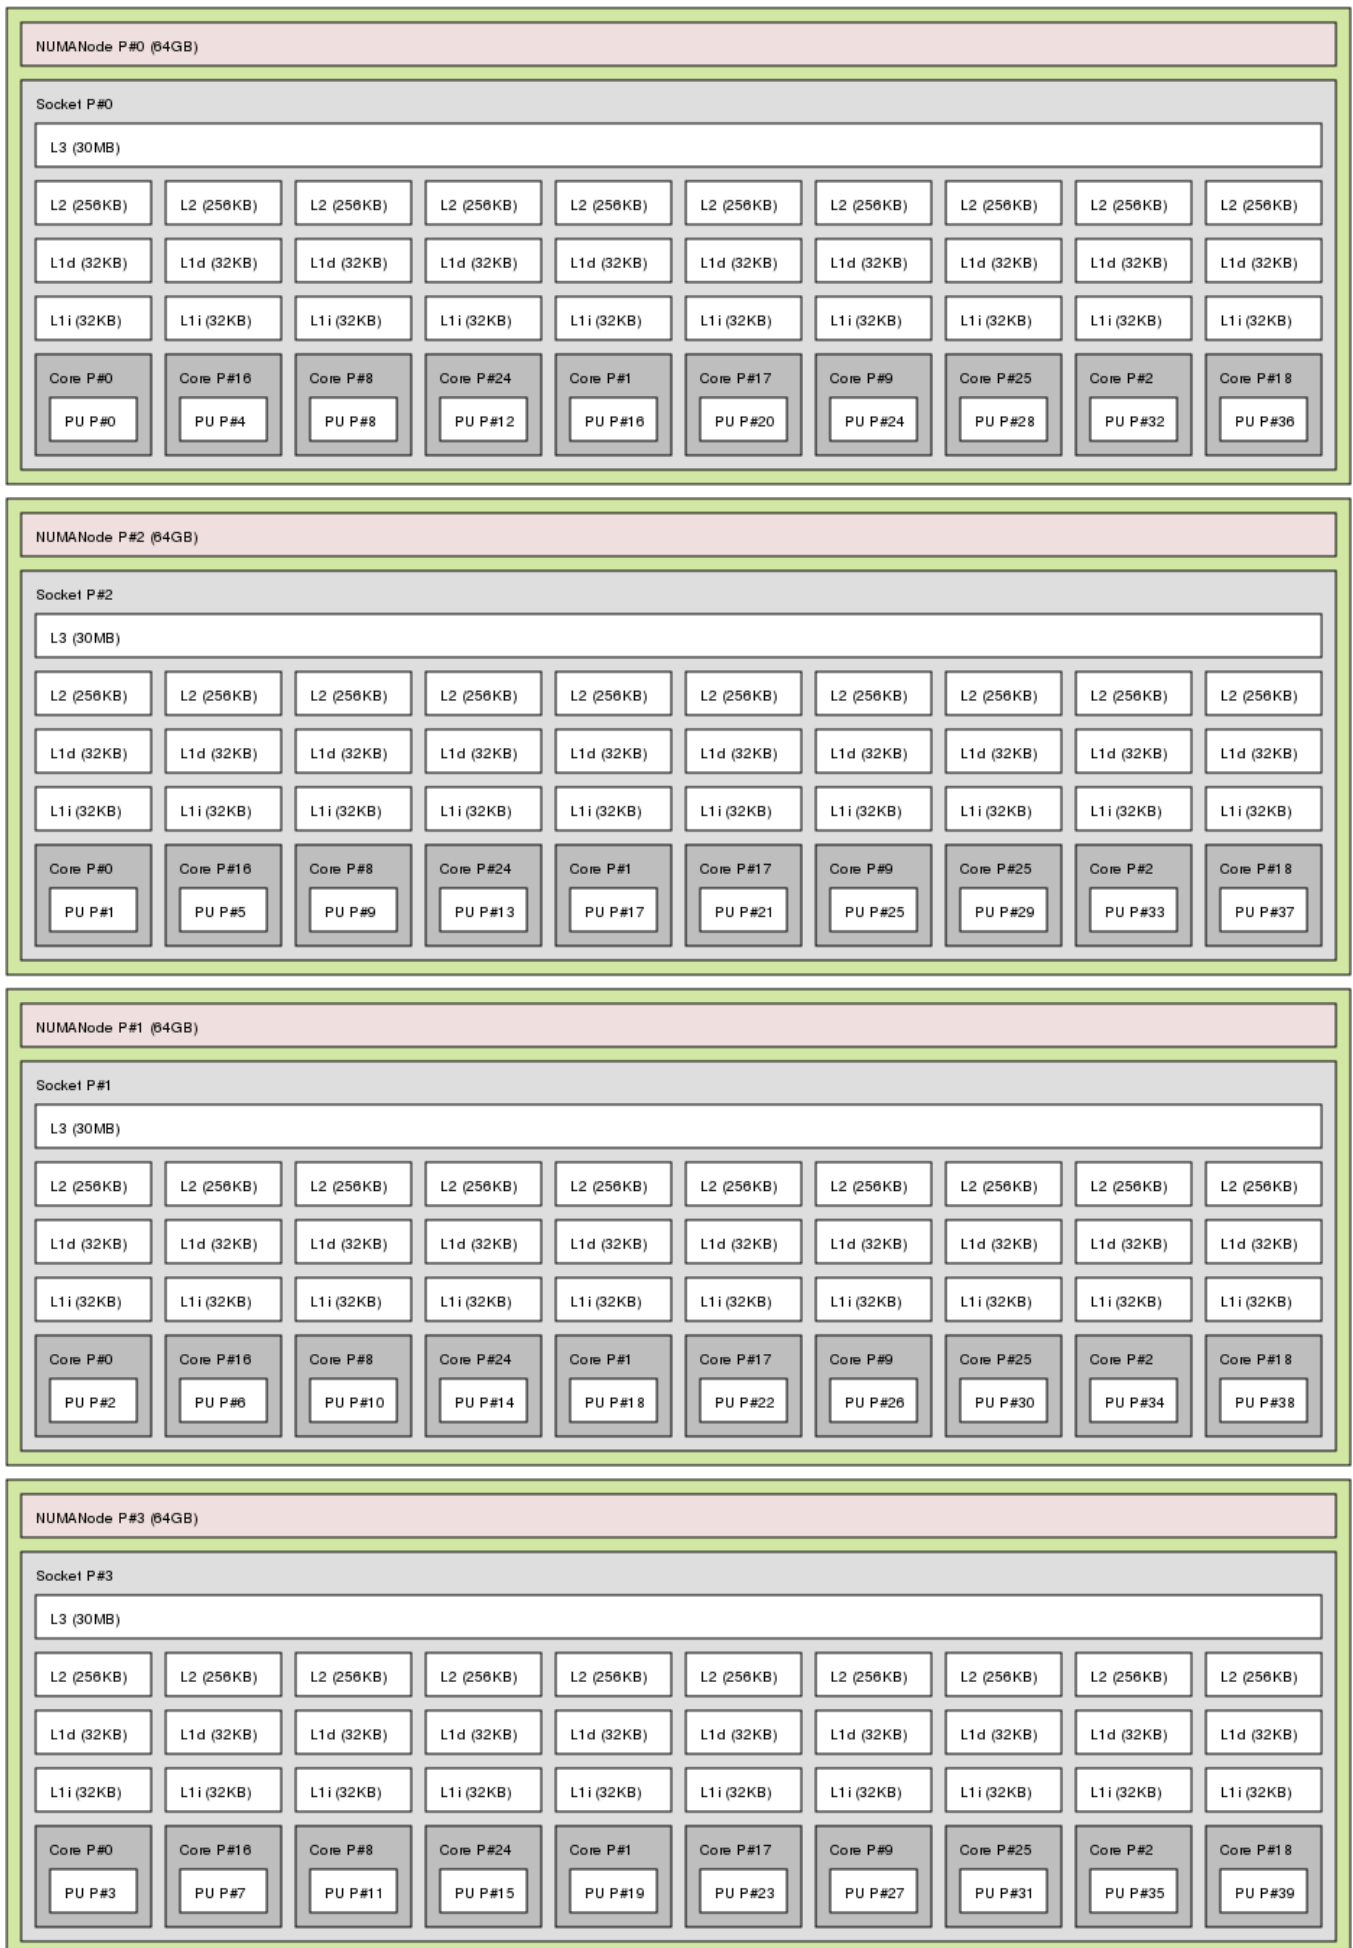 NUMANode P#0 (64GB)
Socket P#0
L3 (30MB)
L2 (256KB) L2 (256KB) L2 (256KB) L2 (256KB) L2 (256KB) L2 (256KB) L2 (256KB) L2 (256KB) L2 (256KB) L2 (256KB)
L1d (32KB) L1d (32KB) L1d (32KB) L1d (32KB) L1d (32KB) L1d (32KB) L1d (32KB) L1d (32KB) L1d (32KB) L1d (32KB)
L1i (32KB) L1i (32KB) L1i (32KB) L1i (32KB) L1i (32KB) L1i (32KB) L1i (32KB) L1i (32KB) L1i (32KB) L1i (32KB)
Core P#0 Core P#16 Core P#8 Core P#24 Core P#1 Core P#17 Core P#9 Core P#25 Core P#2 Core P#18
PU P#0 PU P#4 PU P#8 PU P#12 PU P#16 PU P#20 PU P#24 PU P#28 PU P#32 PU P#36
NUMANode P#2 (64GB)
Socket P#2
L3 (30MB)
L2 (256KB) L2 (256KB) L2 (256KB) L2 (256KB) L2 (256KB) L2 (256KB) L2 (256KB) L2 (256KB) L2 (256KB) L2 (256KB)
L1d (32KB) L1d (32KB) L1d (32KB) L1d (32KB) L1d (32KB) L1d (32KB) L1d (32KB) L1d (32KB) L1d (32KB) L1d (32KB)
L1i (32KB) L1i (32KB) L1i (32KB) L1i (32KB) L1i (32KB) L1i (32KB) L1i (32KB) L1i (32KB) L1i (32KB) L1i (32KB)
Core P#0 Core P#16 Core P#8 Core P#24 Core P#1 Core P#17 Core P#9 Core P#25 Core P#2 Core P#18
PU P#1 PU P#5 PU P#9 PU P#13 PU P#17 PU P#21 PU P#25 PU P#29 PU P#33 PU P#37
NUMANode P#1 (64GB)
Socket P#1
L3 (30MB)
L2 (256KB) L2 (256KB) L2 (256KB) L2 (256KB) L2 (256KB) L2 (256KB) L2 (256KB) L2 (256KB) L2 (256KB) L2 (256KB)
L1d (32KB) L1d (32KB) L1d (32KB) L1d (32KB) L1d (32KB) L1d (32KB) L1d (32KB) L1d (32KB) L1d (32KB) L1d (32KB)
L1i (32KB) L1i (32KB) L1i (32KB) L1i (32KB) L1i (32KB) L1i (32KB) L1i (32KB) L1i (32KB) L1i (32KB) L1i (32KB)
Core P#0 Core P#16 Core P#8 Core P#24 Core P#1 Core P#17 Core P#9 Core P#25 Core P#2 Core P#18
PU P#2 PU P#6 PU P#10 PU P#14 PU P#18 PU P#22 PU P#26 PU P#30 PU P#34 PU P#38
NUMANode P#3 (64GB)
Socket P#3
L3 (30MB)
L2 (256KB) L2 (256KB) L2 (256KB) L2 (256KB) L2 (256KB) L2 (256KB) L2 (256KB) L2 (256KB) L2 (256KB) L2 (256KB)
L1d (32KB) L1d (32KB) L1d (32KB) L1d (32KB) L1d (32KB) L1d (32KB) L1d (32KB) L1d (32KB) L1d (32KB) L1d (32KB)
L1i (32KB) L1i (32KB) L1i (32KB) L1i (32KB) L1i (32KB) L1i (32KB) L1i (32KB) L1i (32KB) L1i (32KB) L1i (32KB)
Core P#0 Core P#16 Core P#8 Core P#24 Core P#1 Core P#17 Core P#9 Core P#25 Core P#2 Core P#18
PU P#3 PU P#7 PU P#11 PU P#15 PU P#19 PU P#23 PU P#27 PU P#31 PU P#35 PU P#39